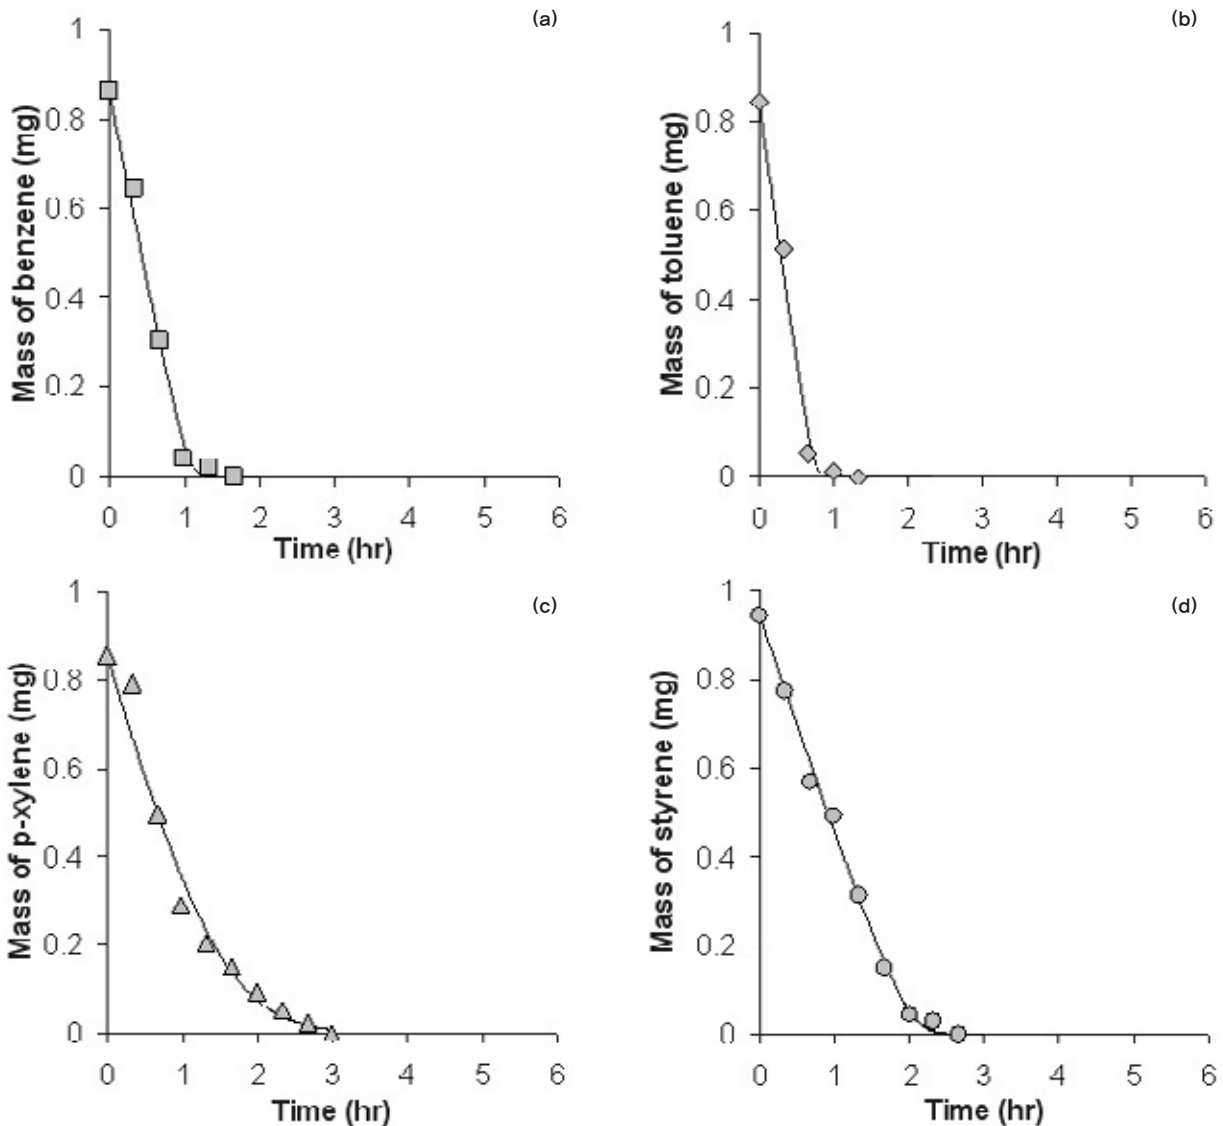 (a)
1
0.8
0.6
0.4
0.2
0
0 1 2 3 4 5 6
Mass of benzene (mg)
Time (hr)
(b)
1
0.8
0.6
0.4
0.2
0
0 1 2 3 4 5 6
Mass of toluene (mg)
Time (hr)
(c)
1
0.8
0.6
0.4
0.2
0
0 1 2 3 4 5 6
Mass of p-xylene (mg)
Time (hr)
(d)
1
0.8
0.6
0.4
0.2
0
0 1 2 3 4 5 6
Mass of styrene (mg)
Time (hr)